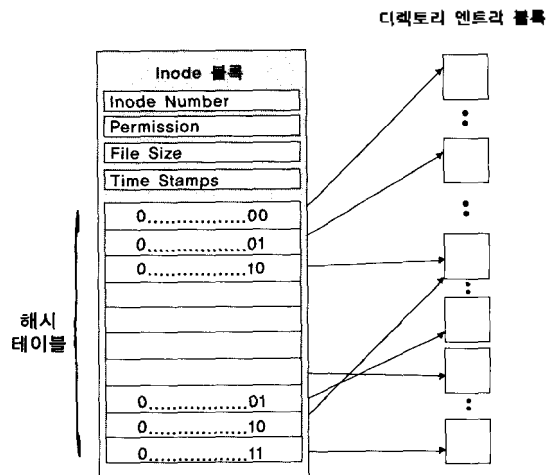 디렉토리 엔트리 블록
Inode 블록
Inode Number
Permission
File Size
Time Stamps
0................00
0................01
0................10
해시
테이블
0................01
0................10
0................11